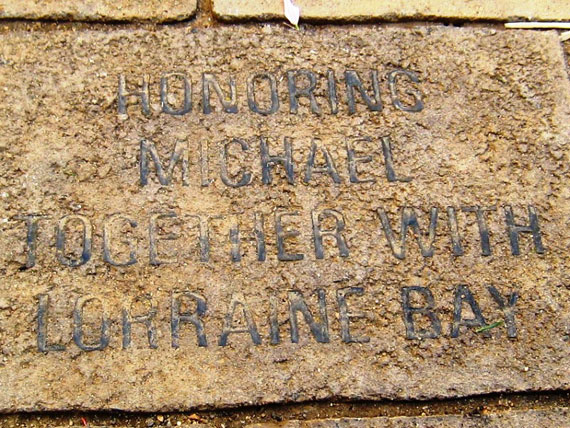 HONORING
MICHAEL
TOGETHER WITH
LORRAINE BAY